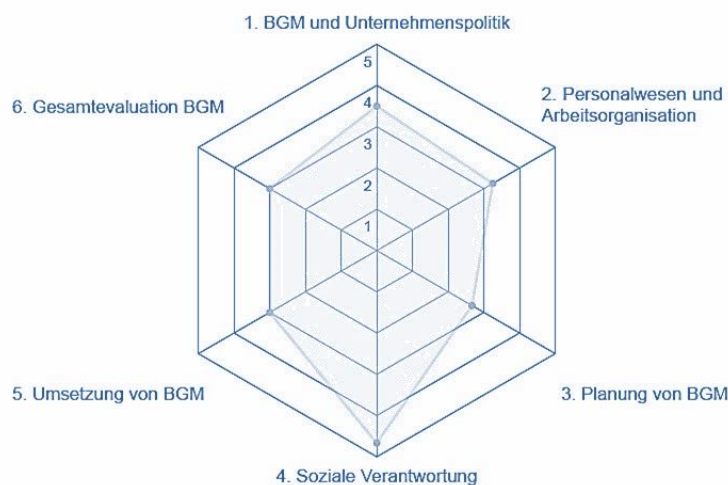 1. BGM und Unternehmenspolitik
5
4
3
2
1
2. Personalwesen und
Arbeitsorganisation
3. Planung von BGM
4. Soziale Verantwortung
5. Umsetzung von BGM
6. Gesamtevaluation BGM